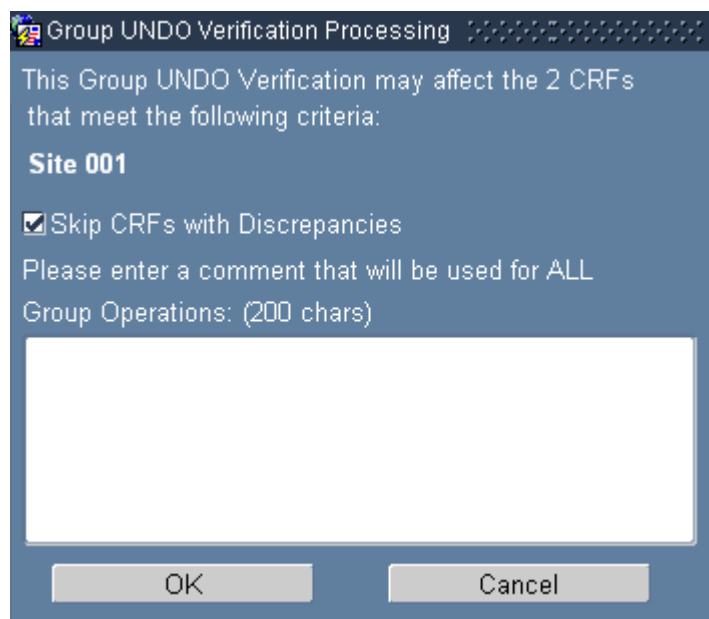 Group UNDO Verification Processing
This Group UNDO Verification may affect the 2 CRFs
that meet the following criteria:
Site 001
Skip CRFs with Discrepancies
Please enter a comment that will be used for ALL
Group Operations: (200 chars)
OK
Cancel